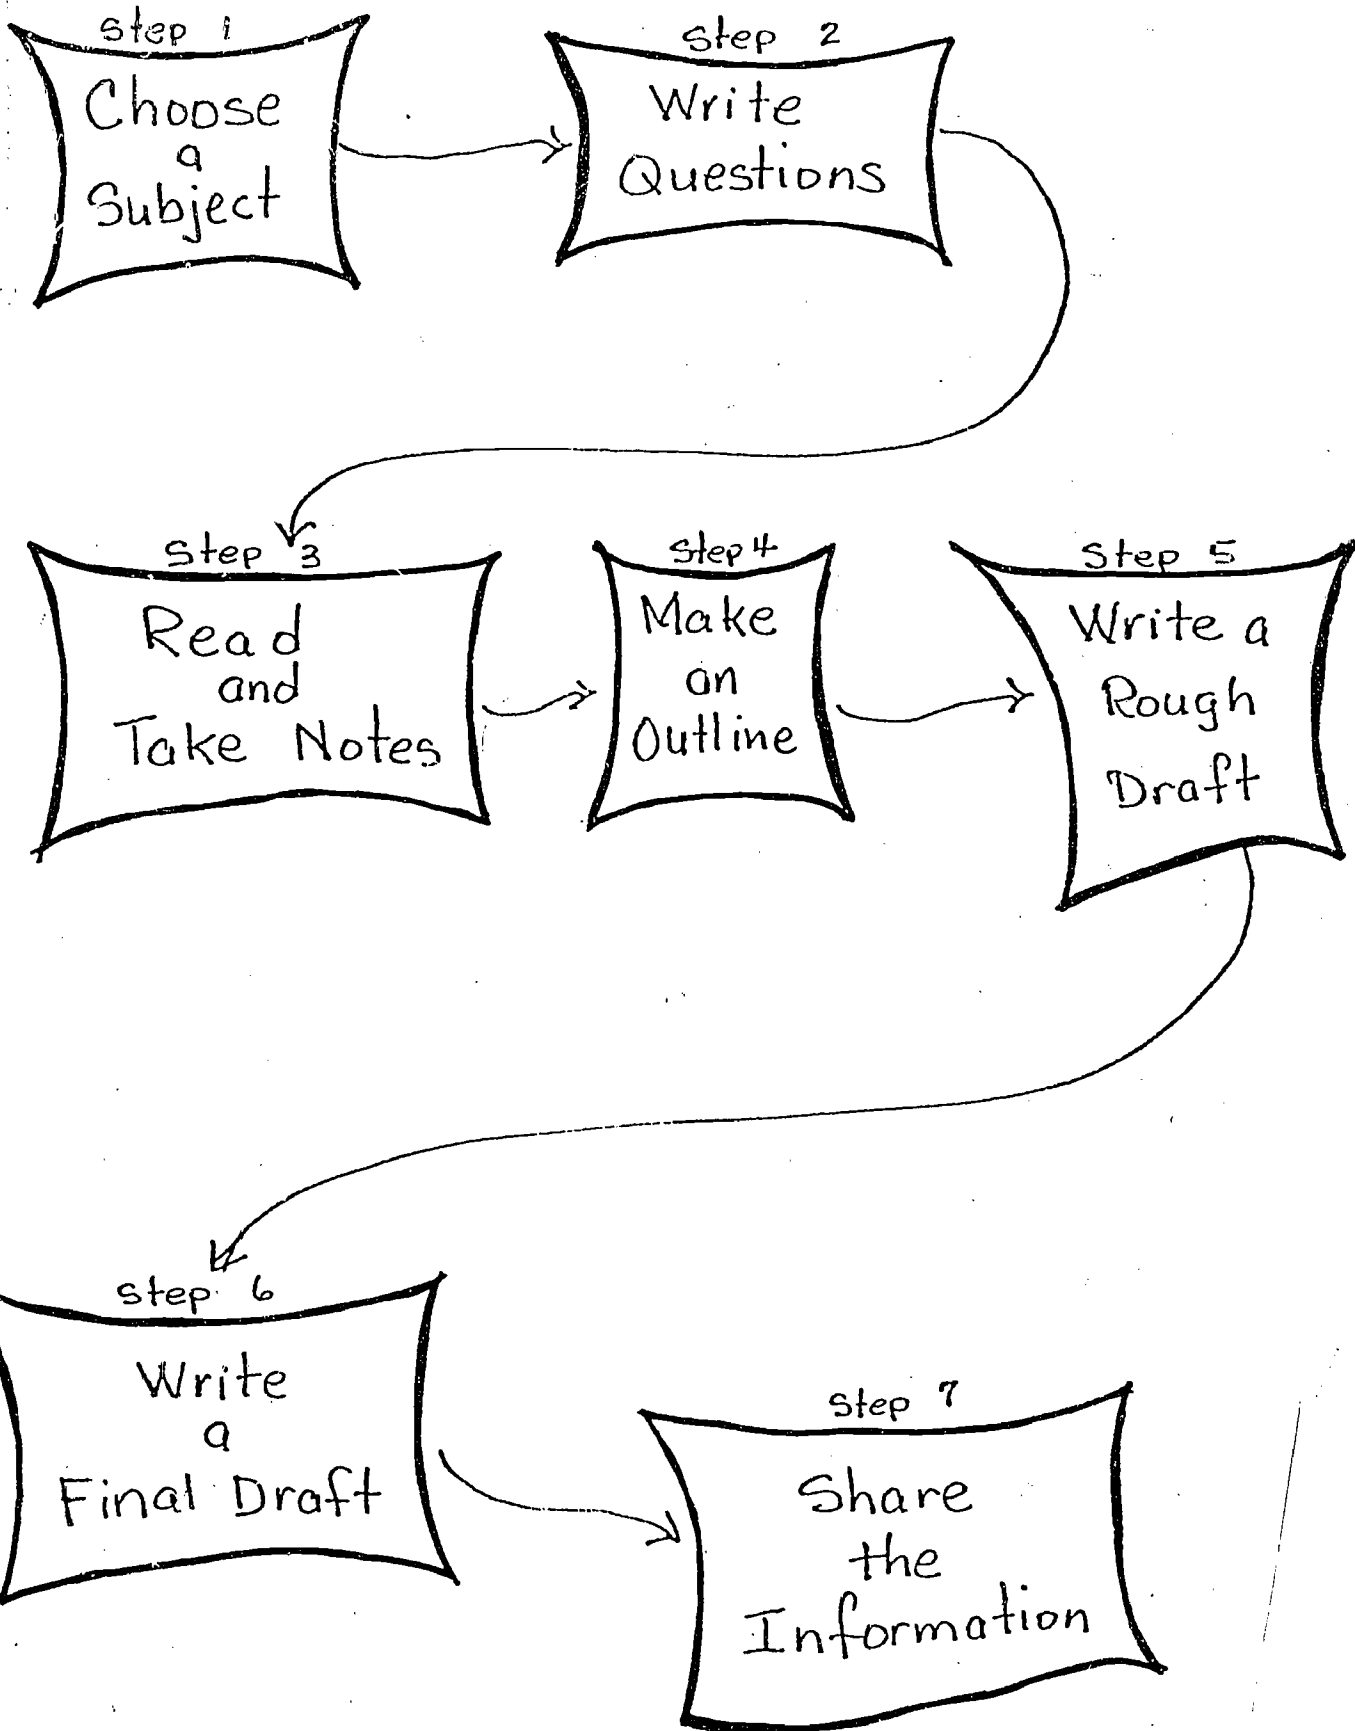 Step 1
Choose
a
Subject
Step 2
Write
Questions
Step 3
Read
and
Take Notes
Step 4
Make
an
Outline
Step 5
Write a
Rough
Draft
Step 6
Write
a
Final Draft
Step 7
Share
the
Information